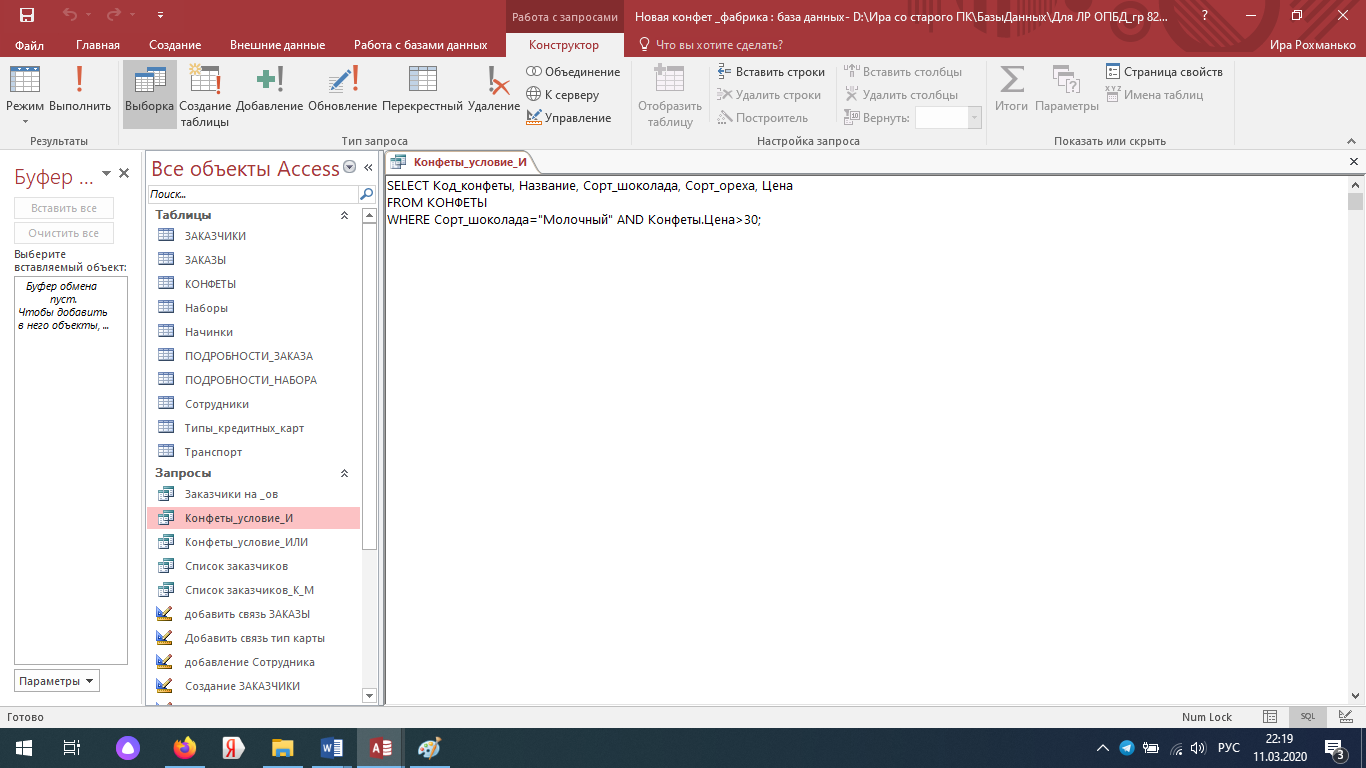 Работа с запросами
Новая конфет _фабрика : база данных- D:\Ира со старого ПК\БазыДанных\Для ЛР ОПБД_гр 82...
?
Файл
Главная
Создание
Внешние данные
Работа с базами данных
Конструктор
Что вы хотите сделать?
Ира Рохманько
Режим
Выполнить
Результаты
Выборка
Создание таблицы
Добавление
Обновление
Перекрестный
Удаление
Объединение
К серверу
Управление
Тип запроса
Отобразить таблицу
Вставить строки
Удалить строки
Построитель
Вставить столбцы
Удалить столбцы
Вернуть:
Настройка запроса
Итоги
Параметры
Страница свойств
Имена таблиц
Показать или скрыть
Буфер ...
Вставить все
Очистить все
Выберите
вставляемый объект:
Буфер обмена
пуст.
Чтобы добавить
в него объекты, ...
Параметры
Все объекты Access
Поиск...
Таблицы
ЗАКАЗЧИКИ
ЗАКАЗЫ
КОНФЕТЫ
Наборы
Начинки
ПОДРОБНОСТИ_ЗАКАЗА
ПОДРОБНОСТИ_НАБОРА
Сотрудники
Типы_кредитных_карт
Транспорт
Запросы
Заказчики на _ов
Конфеты_условие_И
Конфеты_условие_ИЛИ
Список заказчиков
Список заказчиков_К_М
добавить связь ЗАКАЗЫ
Добавить связь тип карты
добавление Сотрудника
Создание ЗАКАЗЧИКИ
Конфеты_условие_И
SELECT Код_конфеты, Название, Сорт_шоколада, Сорт_ореха, Цена
FROM КОНФЕТЫ
WHERE Сорт_шоколада="Молочный" AND Конфеты.Цена>30;
Готово
Num Lock
SQL
РУС
22:19
11.03.2020
3